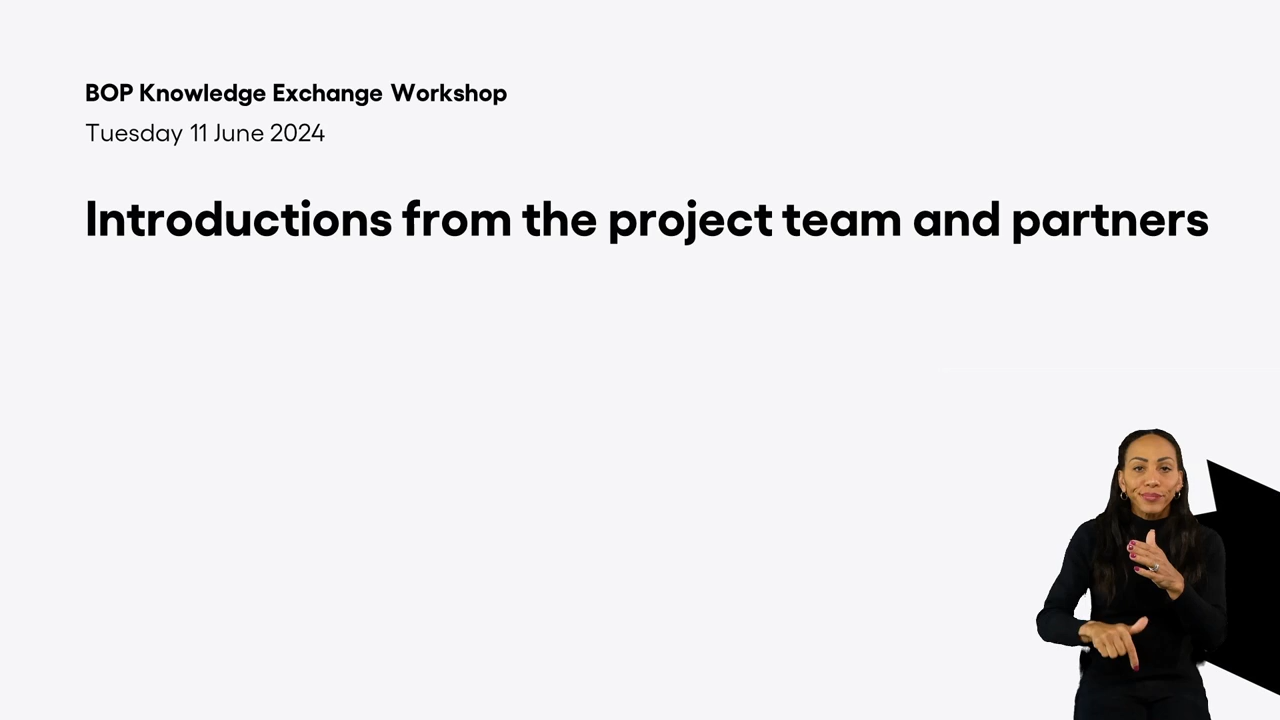 BOP Knowledge Exchange Workshop
Tuesday 11 June 2024
Introductions from the project team and partners